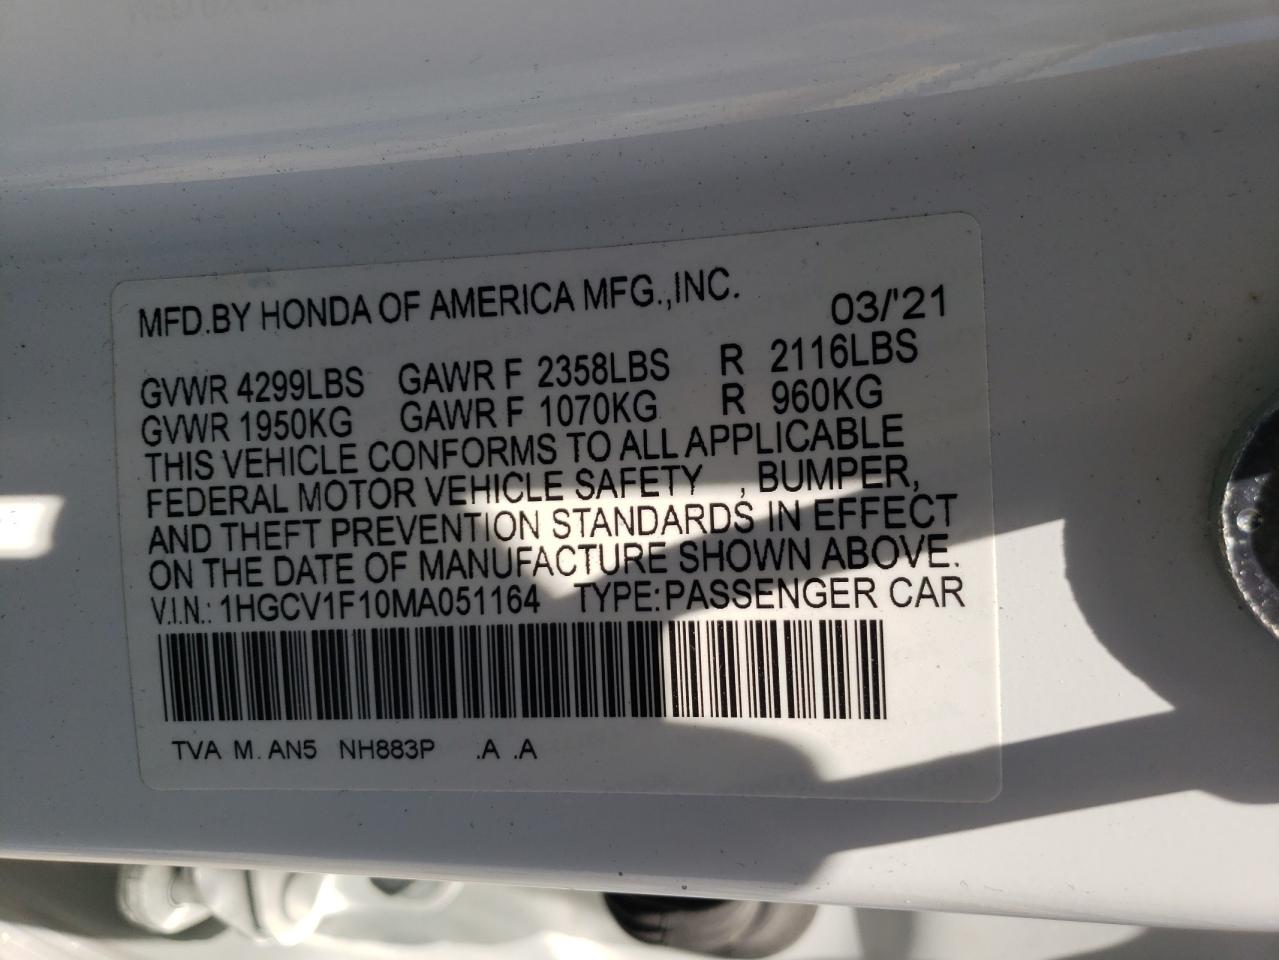 MFD.BY HONDA OF AMERICA MFG.,INC. 03/'21
GVWR 4299LBS GAWR F 2358LBS R 2116LBS
GVWR 1950KG GAWR F 1070KG R 960KG
THIS VEHICLE CONFORMS TO ALL APPLICABLE
FEDERAL MOTOR VEHICLE SAFETY , BUMPER,
AND THEFT PREVENTION STANDARDS IN EFFECT
ON THE DATE OF MANUFACTURE SHOWN ABOVE.
V.I.N.: 1HGCV1F10MA051164 TYPE:PASSENGER CAR
TVA M. AN5 NH883P .A .A